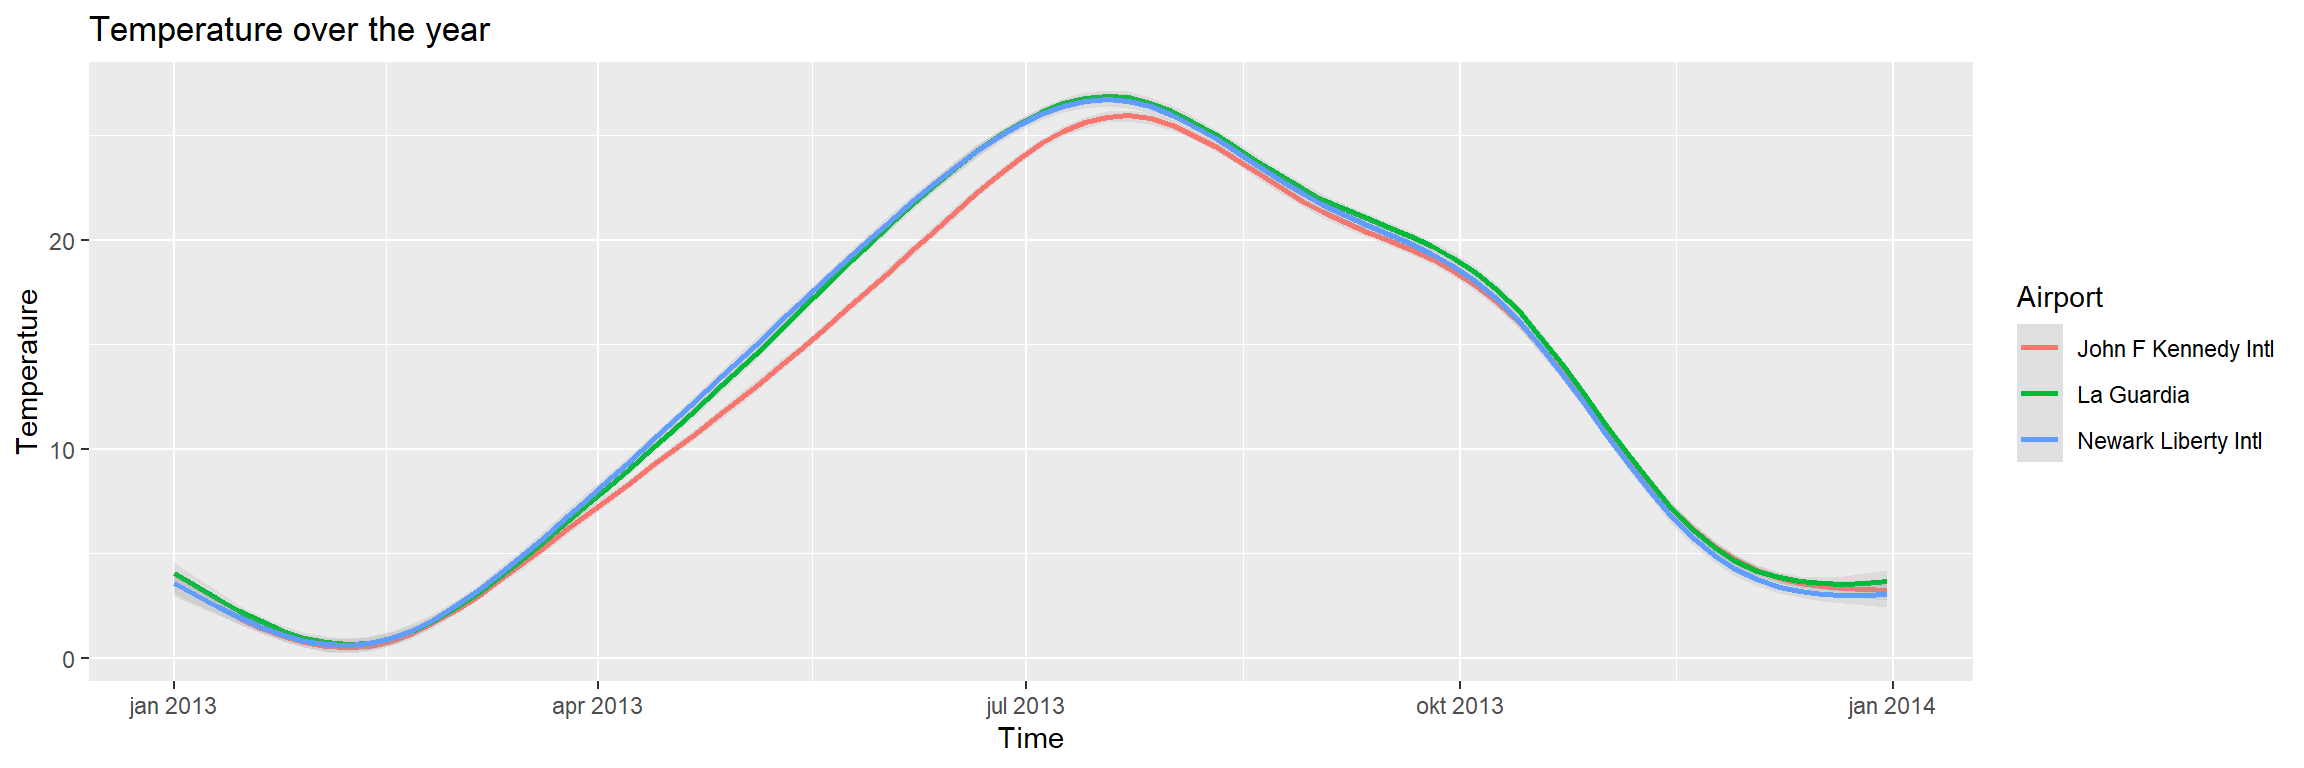 Temperature over the year
Temperature
20
10
0
jan 2013
apr 2013
jul 2013
okt 2013
jan 2014
Time
Airport
John F Kennedy Intl
La Guardia
Newark Liberty Intl